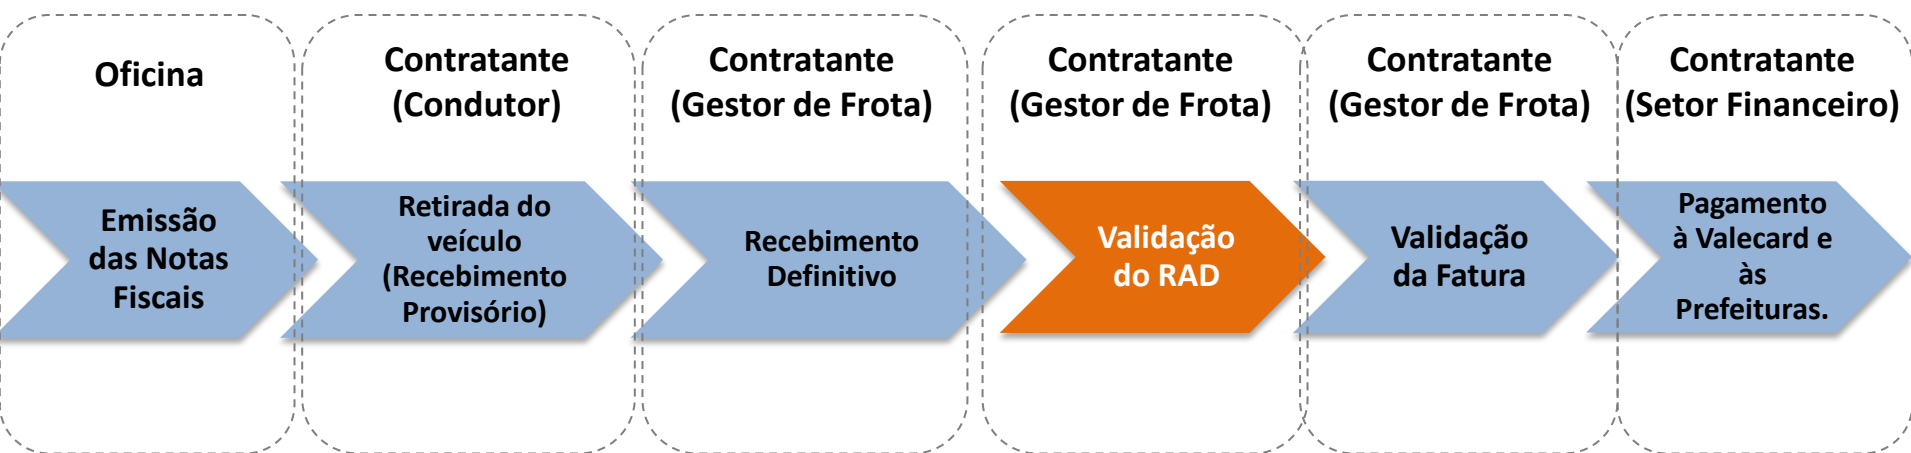 Oficina
Contratante
(Condutor)
Contratante
(Gestor de Frota)
Contratante
(Gestor de Frota)
Contratante
(Gestor de Frota)
Contratante
(Setor Financeiro)
Emissão
das Notas
Fiscais
Retirada do
veículo
(Recebimento
Provisório)
Recebimento
Definitivo
Validação
do RAD
Validação
da Fatura
Pagamento
à Valecard e
às
Prefeituras.